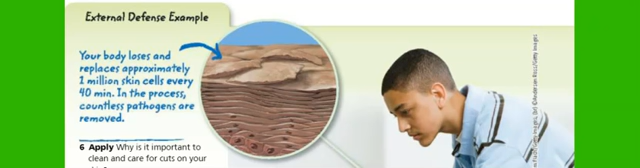 External Defense Example
Your body loses and
replaces approximately
1 million skin cells every
40 min. In the process,
countless pathogens are
removed.
6 Apply Why is it important to
clean and care for cuts on your